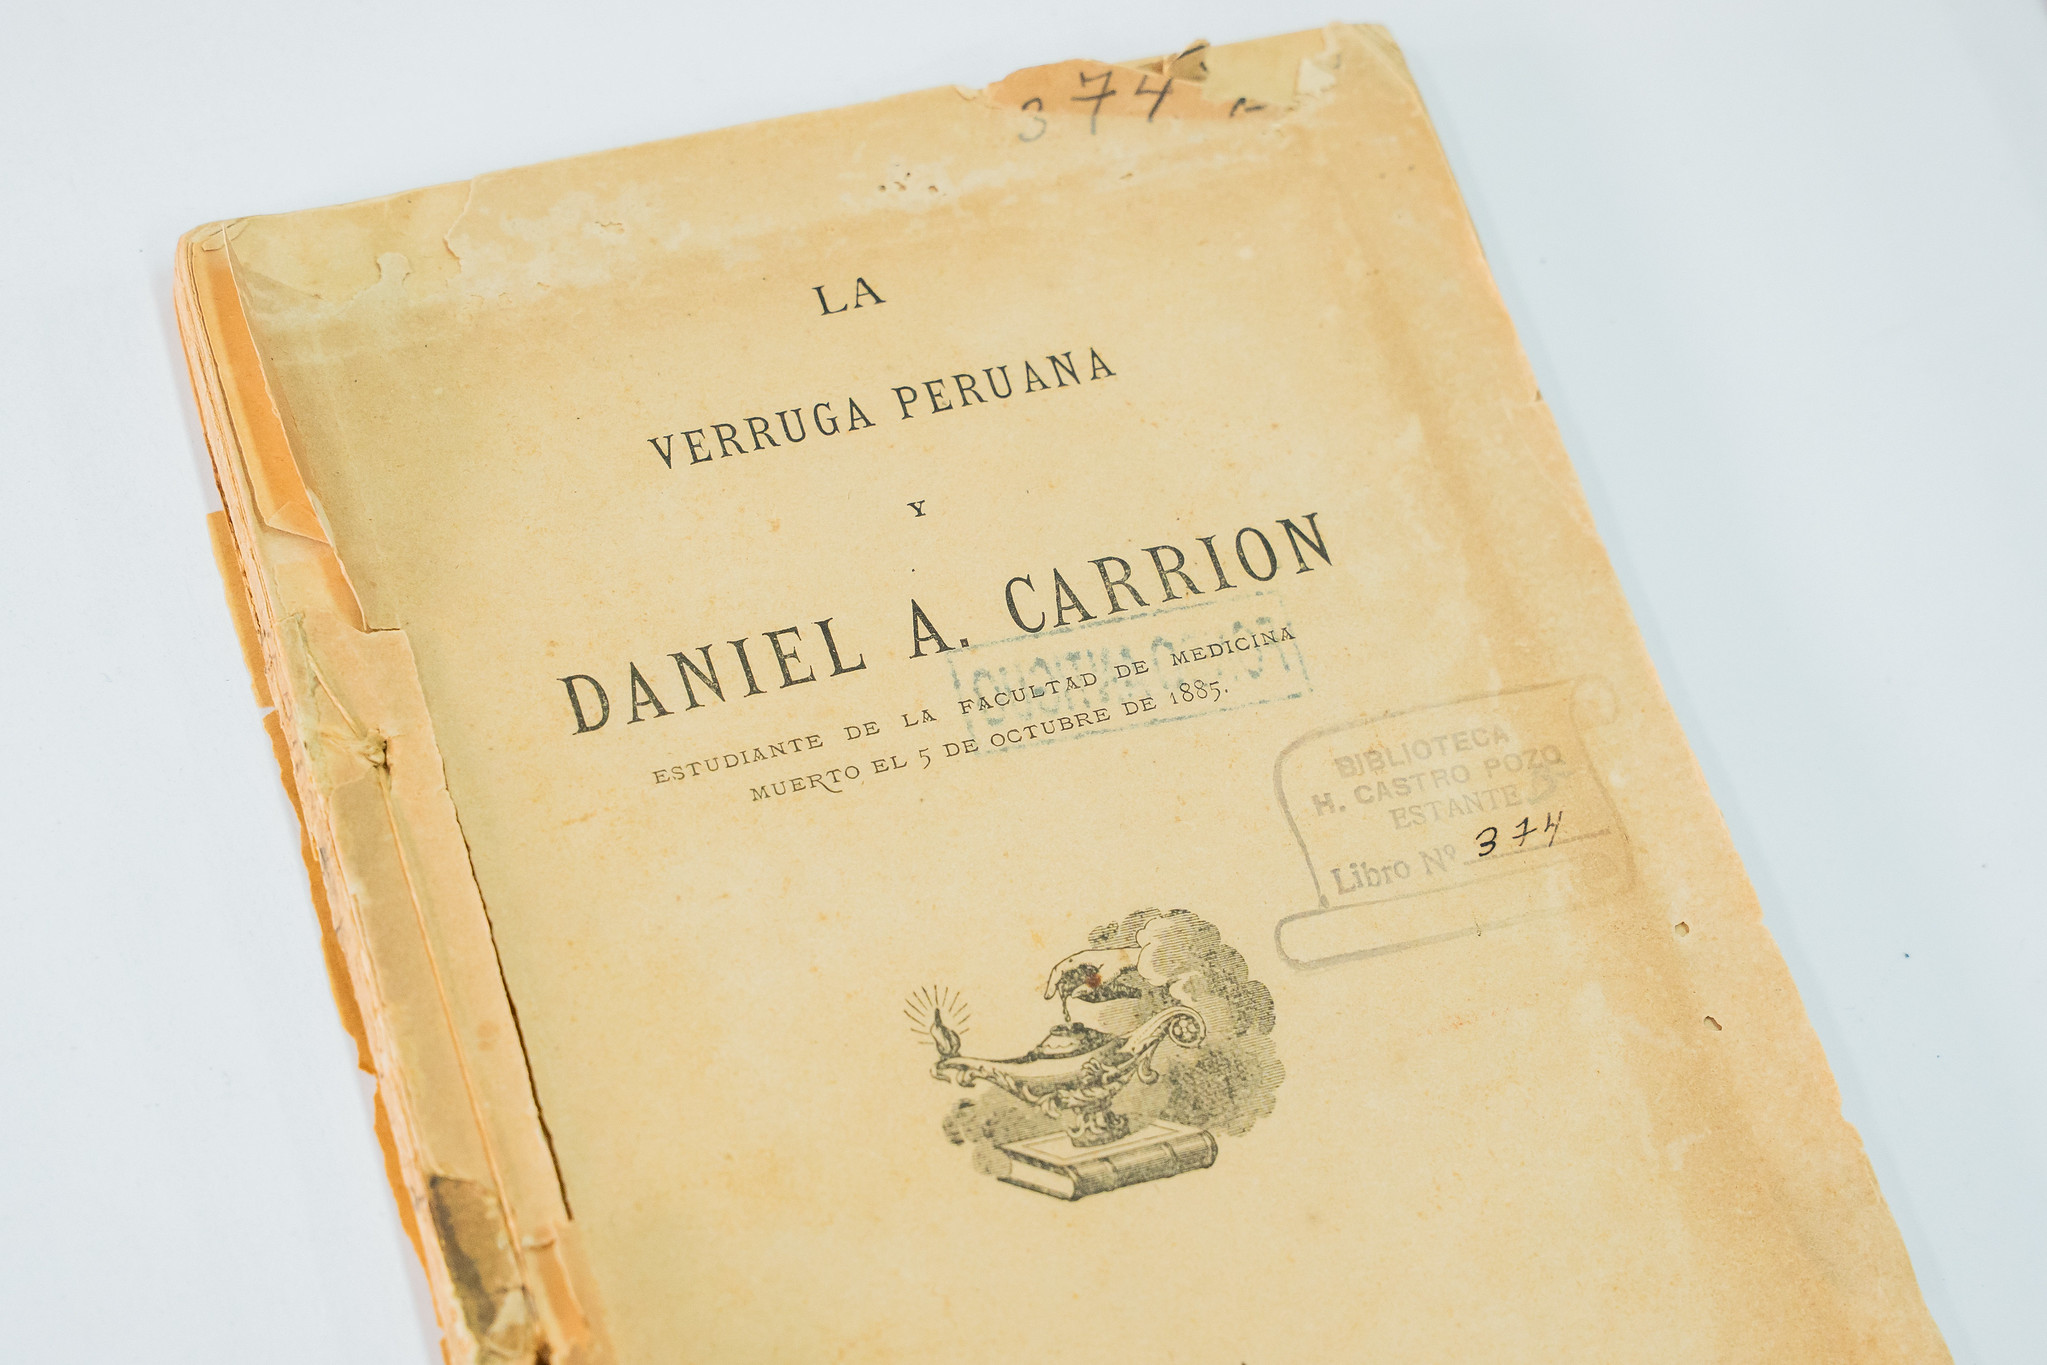 374
LA
VERRUGA PERUANA
Y
DANIEL A. CARRION
ESTUDIANTE DE LA FACULTAD DE MEDICINA
MUERTO EL 5 DE OCTUBRE DE 1885.
BIBLIOTECA
H. CASTRO POZO
ESTANTE
Libro Nº 374